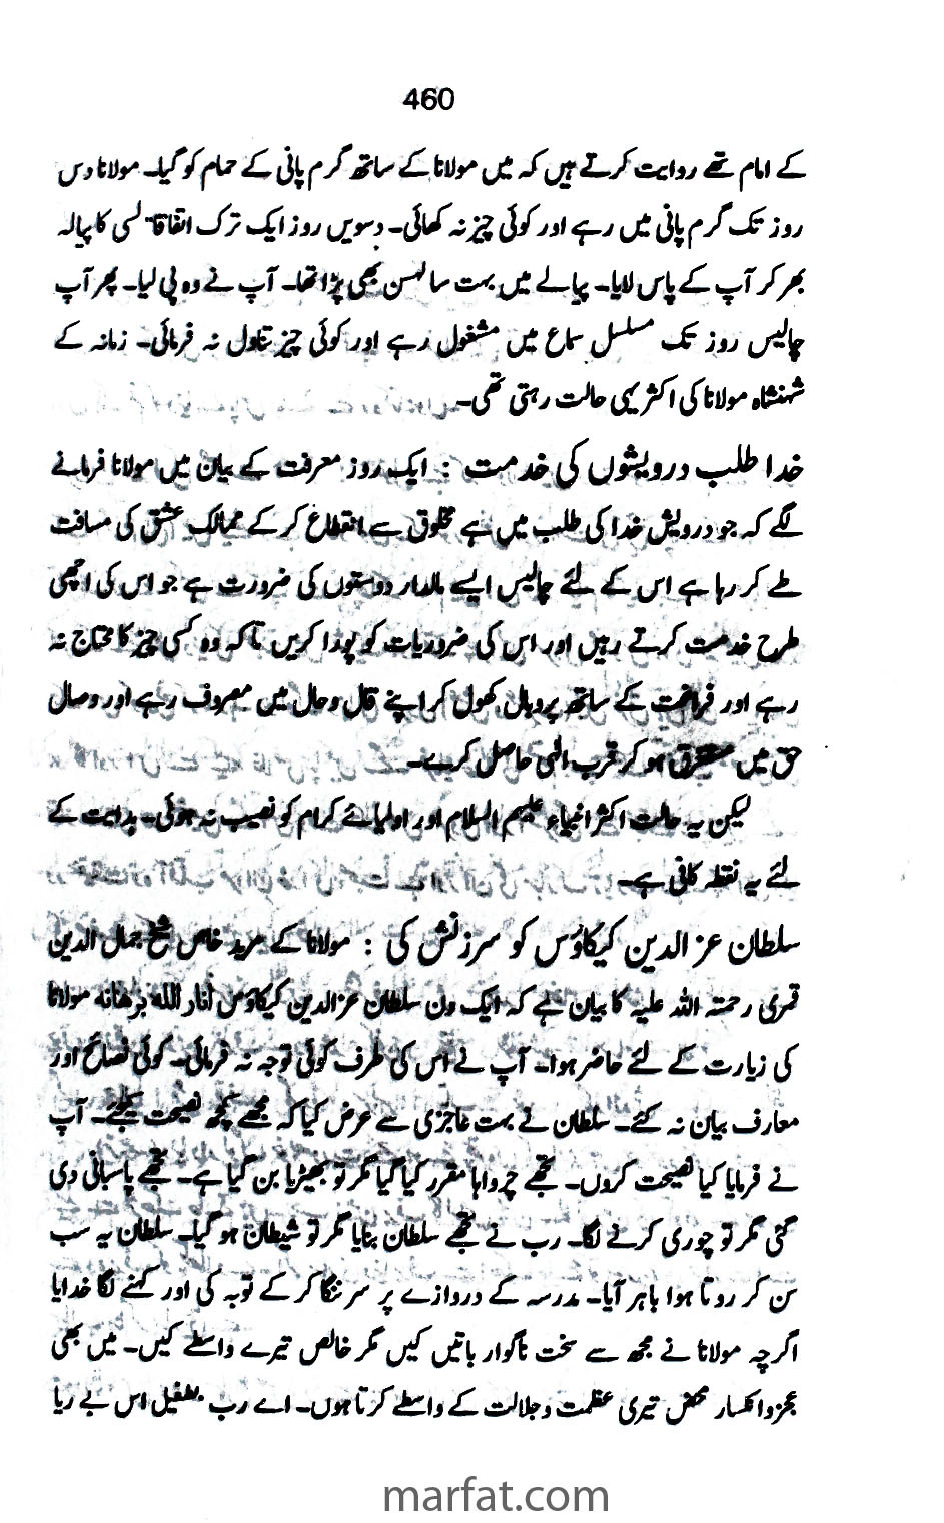 460
کے امام تھے روایت کرتے ہیں کہ میں مولانا کے ساتھ گرم پانی کے حمام کو گیا۔ مولانا دس
روز تک گرم پانی میں رہے اور کوئی چیز نہ کھائی۔ دسویں روز ایک ترک اتفاقاً لسی کا پیالہ
بھر کر آپ کے پاس لایا۔ پیالے میں بہت سا لہسن بھی پڑا تھا۔ آپ نے وہ پی لیا۔ پھر آپ
چالیس روز تک مسلسل سماع میں مشغول رہے اور کوئی چیز تناول نہ فرمائی۔ زمانہ کے
شہنشاہ مولانا کی اکثر یہی حالت رہتی تھی۔
خدا طلب درویشوں کی خدمت : ایک روز معرفت کے بیان میں مولانا فرمانے
لگے کہ جو درویش خدا کی طلب میں ہے مخلوق سے انقطاع کر کے ممالک عشق کی مسافت
طے کر رہا ہے اس کے لئے چالیس ایسے مالدار دوستوں کی ضرورت ہے جو اس کی اچھی
طرح خدمت کرتے رہیں اور اس کی ضروریات کو پورا کریں تاکہ وہ کسی چیز کا محتاج نہ
رہے اور فراغت کے ساتھ پر وبال کھول کر اپنے قال و حال میں مصروف رہے اور وصال
حق میں مستغرق ہو کر قرب الٰہی حاصل کرے۔
لیکن یہ حالت اکثر انبیاء علیہم السلام اور اولیائے کرام کو نصیب نہ ہوئی۔ ہدایت کے
لئے یہ نقطہ کافی ہے۔
سلطان عز الدین کیکاؤس کو سرزنش کی : مولانا کے مرید خاص شیخ جمال الدین
قمری رحمتہ اللہ علیہ کا بیان ہے کہ ایک دن سلطان عز الدین کیکاؤس أنار اللہ برهانہ مولانا
کی زیارت کے لئے حاضر ہوا۔ آپ نے اس کی طرف کوئی توجہ نہ فرمائی۔ کوئی نصائح اور
معارف بیان نہ کئے۔ سلطان نے بہت عاجزی سے عرض کیا کہ مجھے کچھ نصیحت کیجئے۔ آپ
نے فرمایا کیا نصیحت کروں۔ تجھے چرواہا مقرر کیا گیا مگر تو بھیڑیا بن گیا ہے۔ تجھے پاسبانی دی
گئی مگر تو چوری کرنے لگا۔ رب نے تجھے سلطان بنایا مگر تو شیطان ہو گیا۔ سلطان یہ سب
سن کر روتا ہوا باہر آیا۔ مدرسہ کے دروازے پر سر ننگا کر کے توبہ کی اور کہنے لگا خدایا
اگرچہ مولانا نے مجھ سے سخت ناگوار باتیں کیں مگر خالص تیرے واسطے کیں۔ میں بھی
عجز و انکسار محض تیری عظمت و جلالت کے واسطے کرتا ہوں۔ اے رب بطفیل اس بے ریا
marfat.com